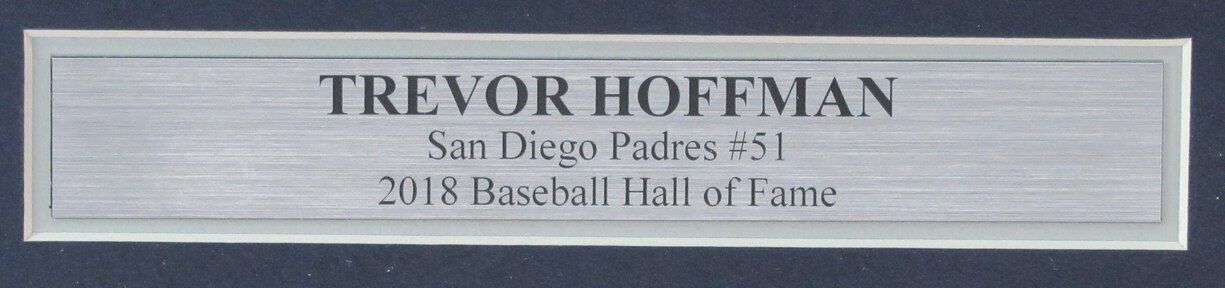 TREVOR HOFFMAN
San Diego Padres #51
2018 Baseball Hall of Fame